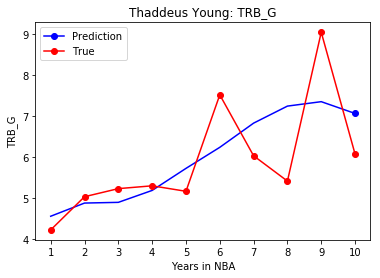 Thaddeus Young: TRB_G
Prediction
True
9
8
7
6
5
4
TRB_G
1 2 3 4 5 6 7 8 9 10
Years in NBA